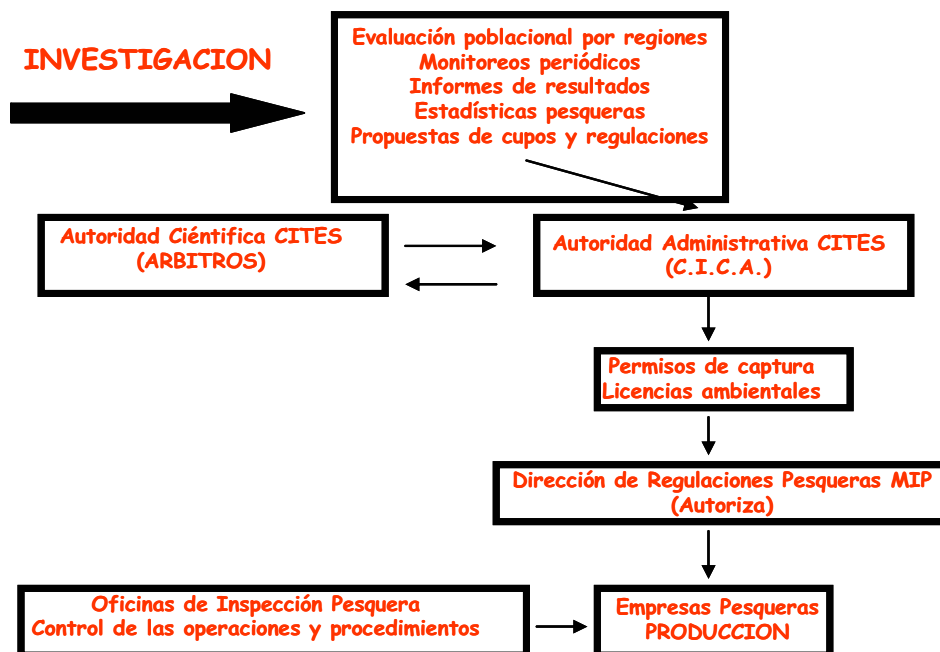 INVESTIGACION
Evaluación poblacional por regiones
Monitoreos periódicos
Informes de resultados
Estadísticas pesqueras
Propuestas de cupos y regulaciones
Autoridad Ciéntifica CITES
(ARBITROS)
Autoridad Administrativa CITES
(C.I.C.A.)
Permisos de captura
Licencias ambientales
Dirección de Regulaciones Pesqueras MIP
(Autoriza)
Oficinas de Inspección Pesquera
Control de las operaciones y procedimientos
Empresas Pesqueras
PRODUCCION